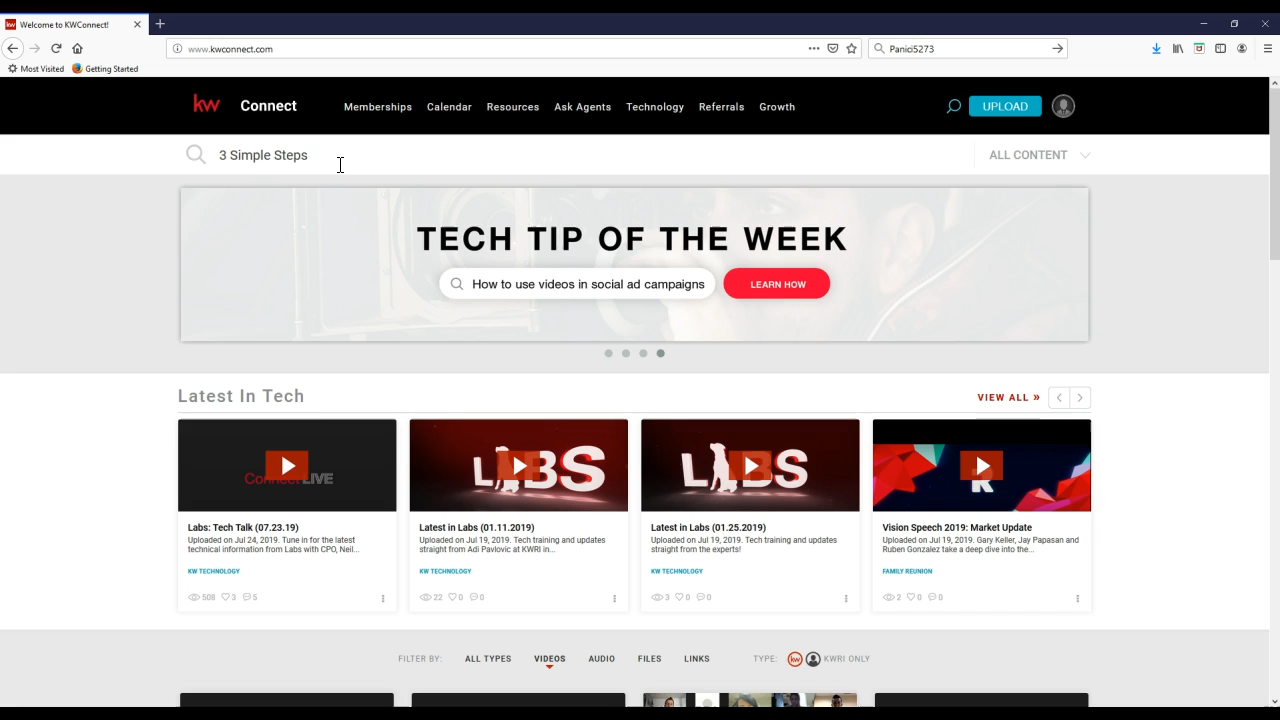 Welcome to KWConnect!
www.kwconnect.com
Panici5273
Most Visited Getting Started
kw Connect Memberships Calendar Resources Ask Agents Technology Referrals Growth UPLOAD
3 Simple Steps ALL CONTENT
TECH TIP OF THE WEEK
How to use videos in social ad campaigns LEARN HOW
Latest In Tech VIEW ALL »
Connect LIVE
LABS
LABS
R
Labs: Tech Talk (07.23.19)
Uploaded on Jul 24, 2019. Tune in for the latest
technical information from Labs with CPO, Neil...
KW TECHNOLOGY
508 3 5
Latest in Labs (01.11.2019)
Uploaded on Jul 19, 2019. Tech training and updates
straight from Adi Pavlovic at KWRI in...
KW TECHNOLOGY
22 0 0
Latest in Labs (01.25.2019)
Uploaded on Jul 19, 2019. Tech training and updates
straight from the experts!
KW TECHNOLOGY
3 0 0
Vision Speech 2019: Market Update
Uploaded on Jul 19, 2019. Gary Keller, Jay Papasan and
Ruben Gonzalez take a deep dive into the...
FAMILY REUNION
2 0 0
FILTER BY: ALL TYPES VIDEOS AUDIO FILES LINKS TYPE: kw KWRI ONLY